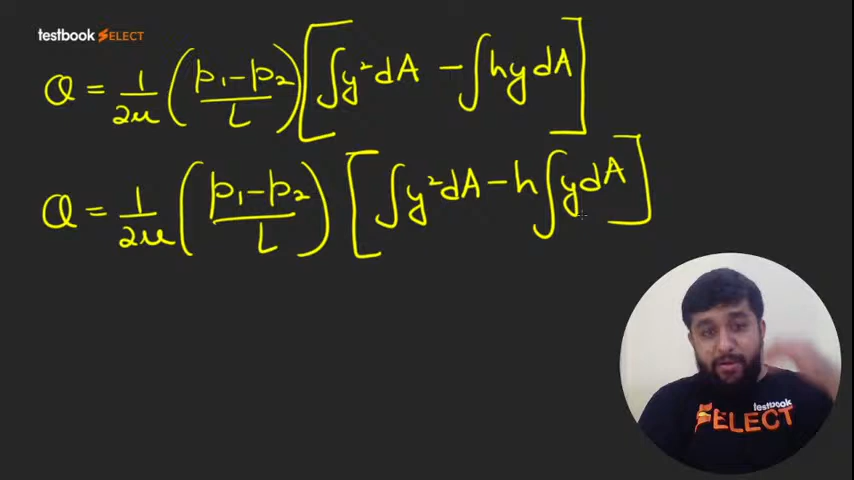 testbook SELECT
Q = 1/2μ (p₁-p₂/L) [∫y²dA - ∫hydA]
Q = 1/2μ (p₁-p₂/L) [∫y²dA - h∫ydA]
testbook
SELECT